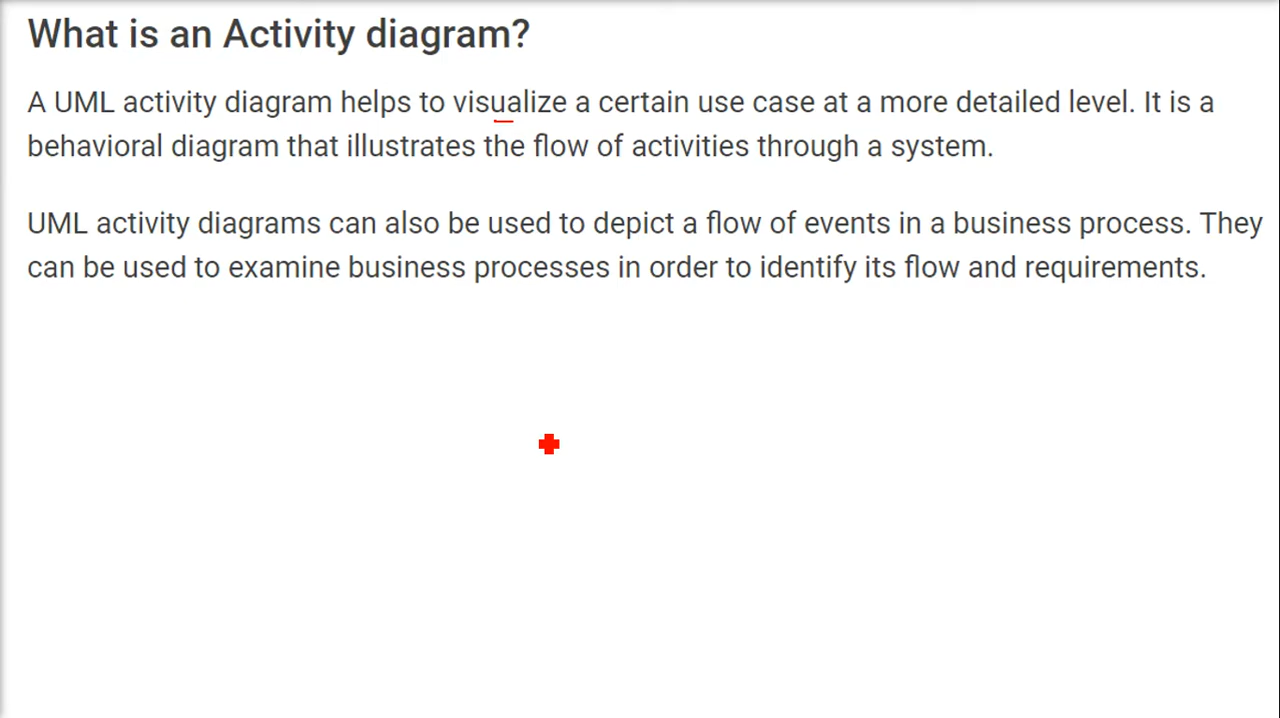 What is an Activity diagram?
A UML activity diagram helps to visualize a certain use case at a more detailed level. It is a
behavioral diagram that illustrates the flow of activities through a system.
UML activity diagrams can also be used to depict a flow of events in a business process. They
can be used to examine business processes in order to identify its flow and requirements.